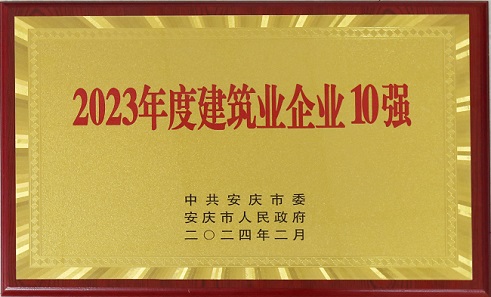 2023年度建筑业企业10强
中共安庆市委
安庆市人民政府
二〇二四年二月